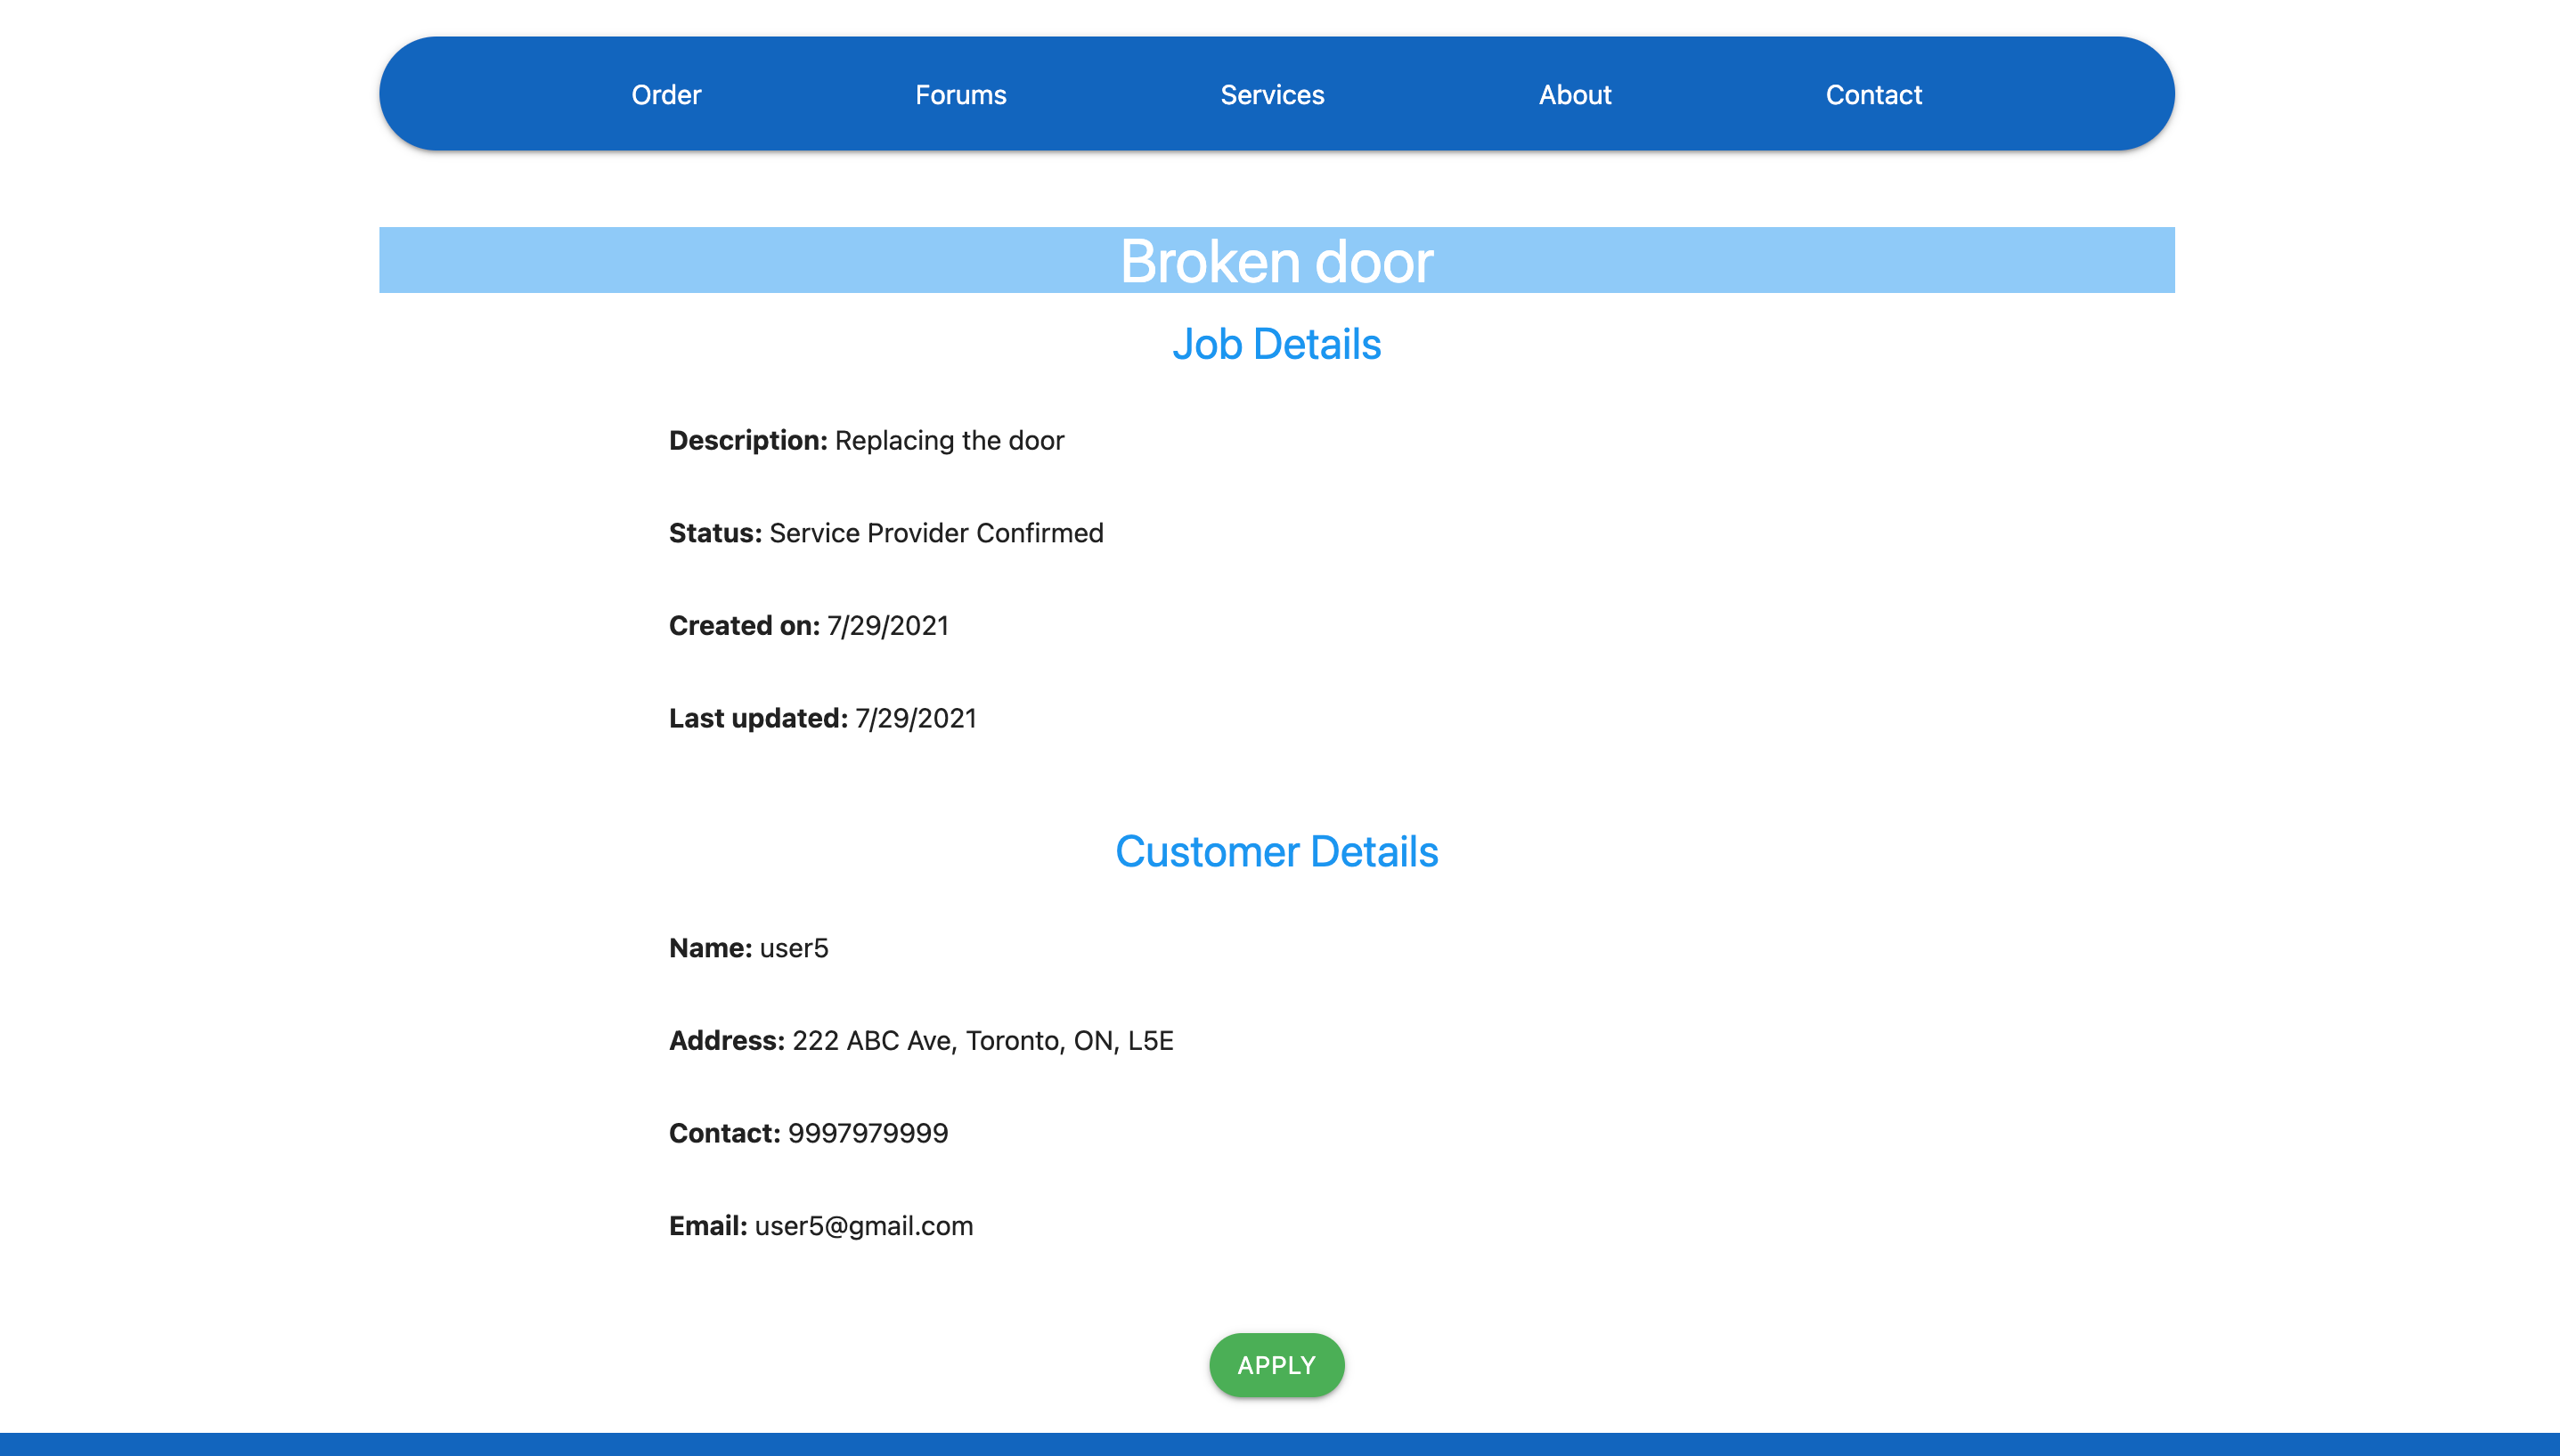 Order Forums Services About Contact
Broken door
Job Details
Description: Replacing the door
Status: Service Provider Confirmed
Created on: 7/29/2021
Last updated: 7/29/2021
Customer Details
Name: user5
Address: 222 ABC Ave, Toronto, ON, L5E
Contact: 9997979999
Email: user5@gmail.com
APPLY